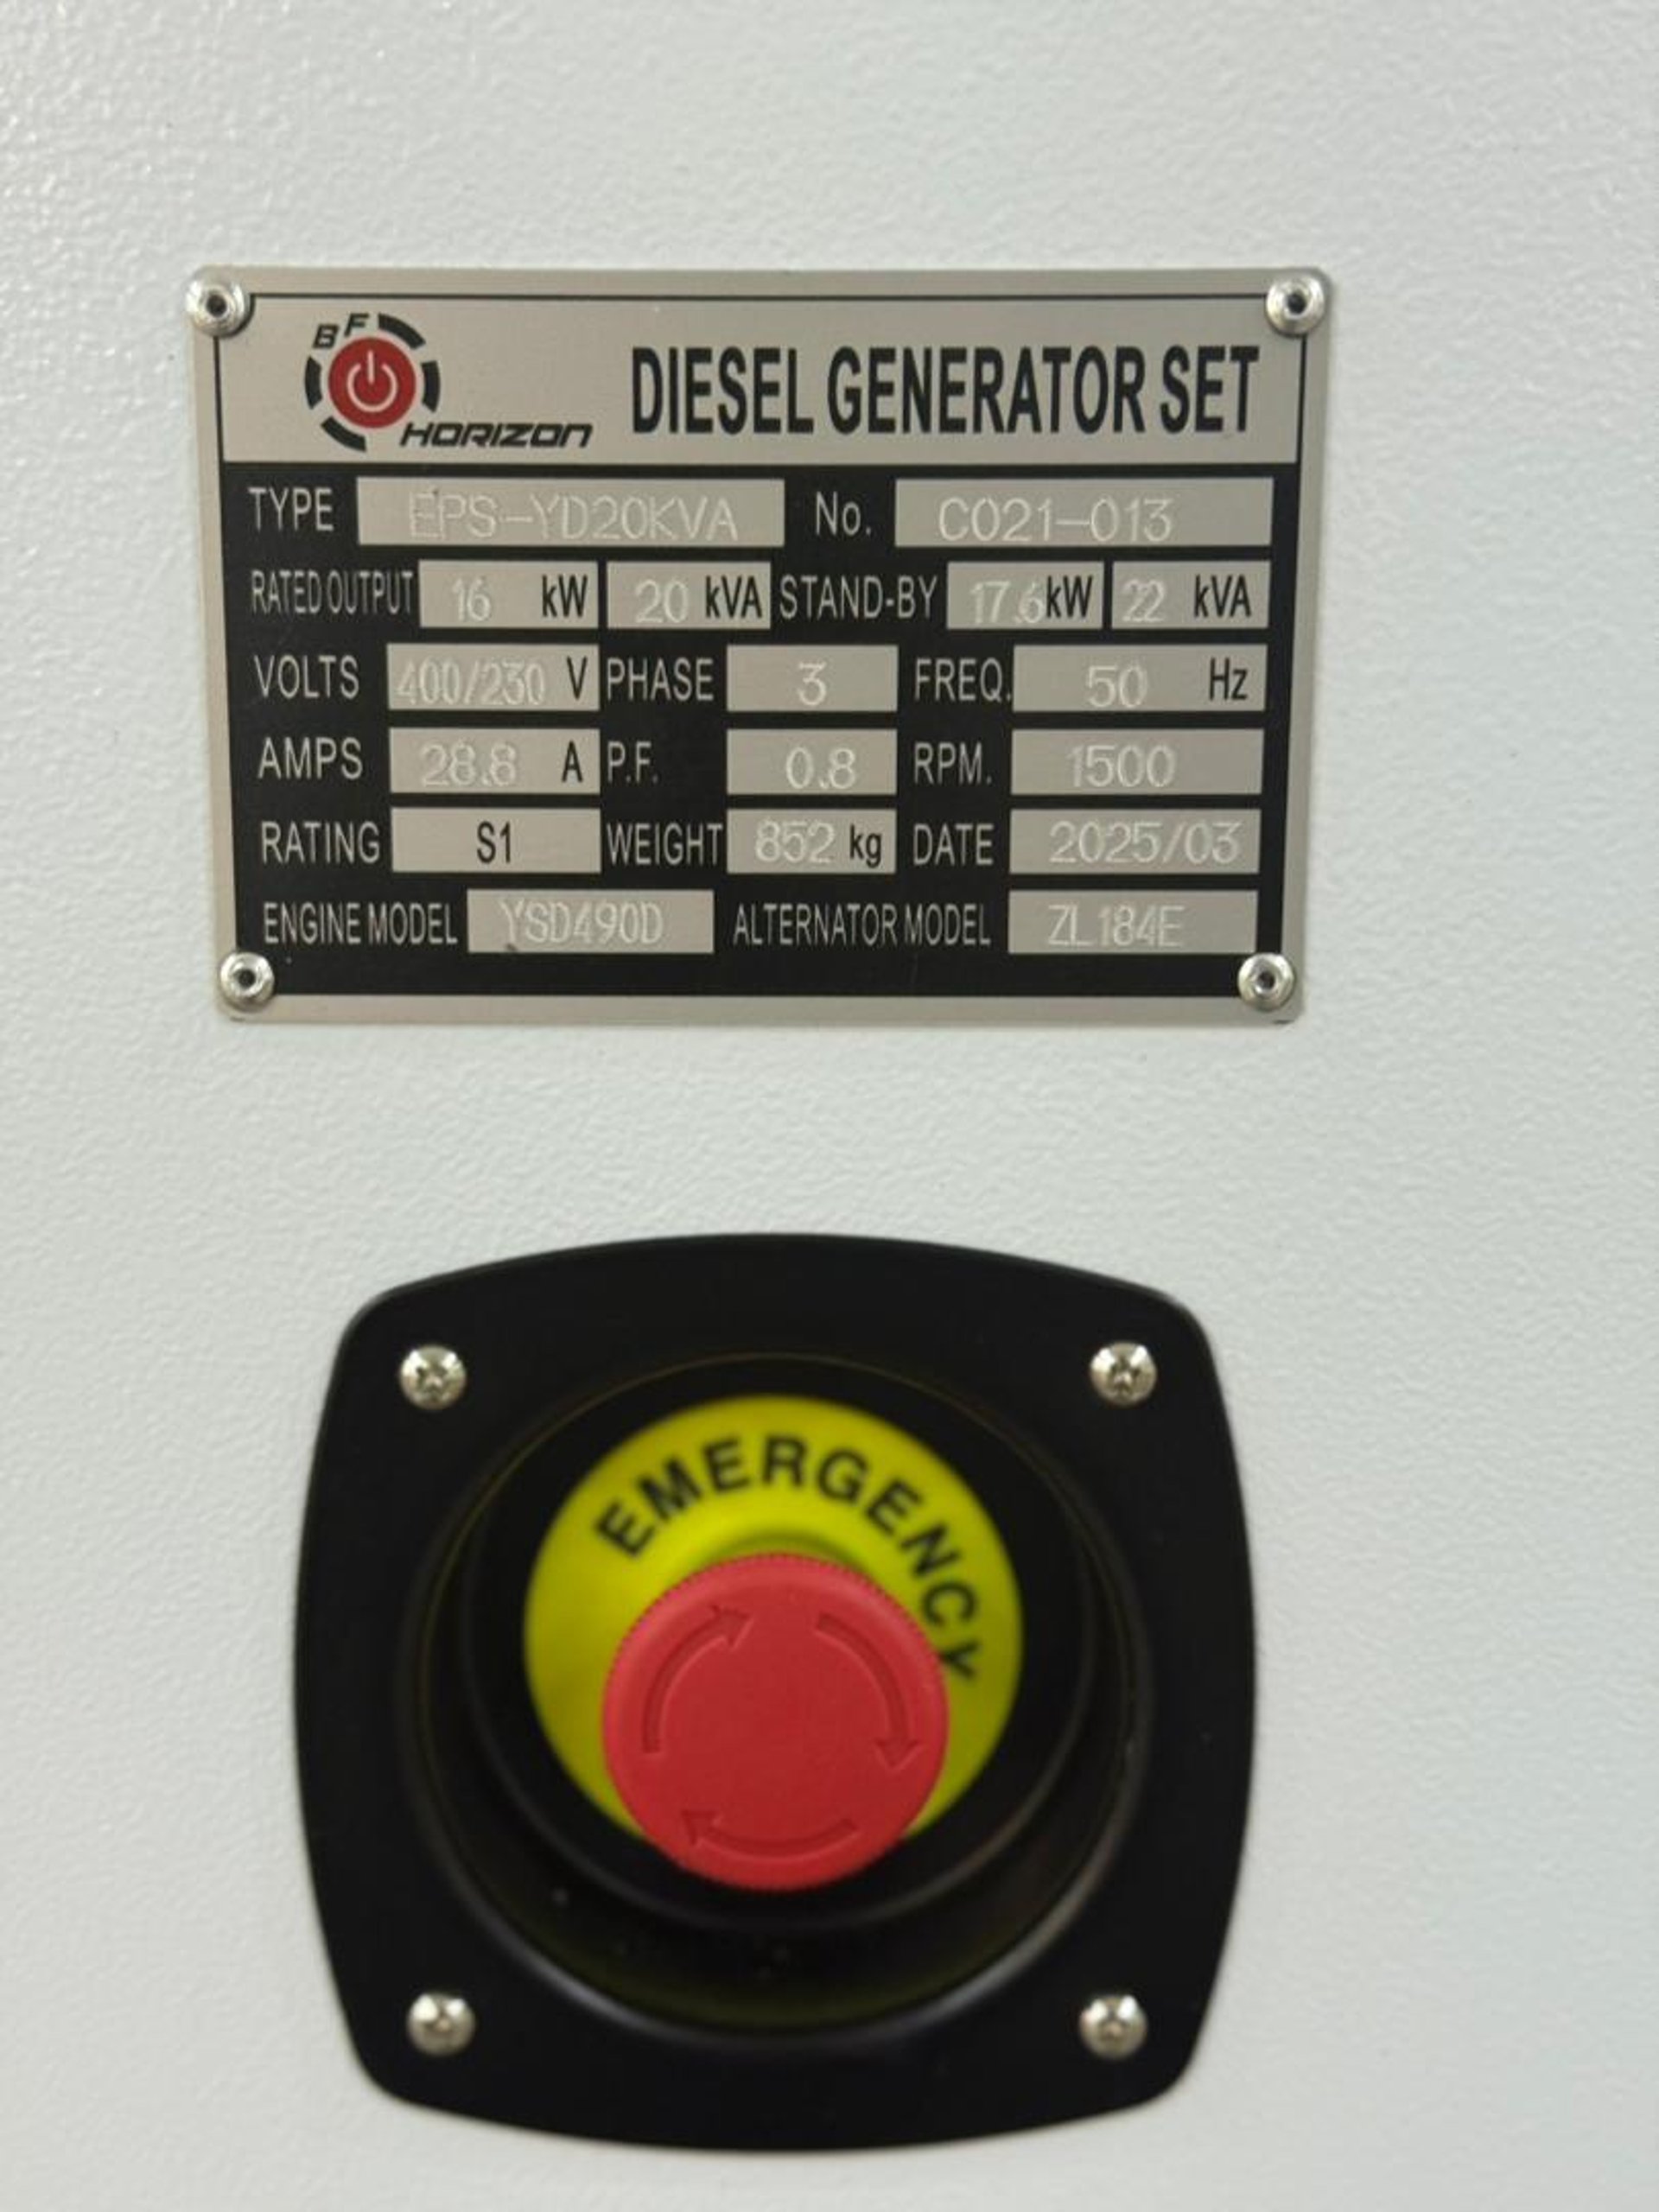 BF
HORIZON
DIESEL GENERATOR SET
TYPE EPS-YD20KVA No. C021-013
RATED OUTPUT 16 kW 20 kVA STAND-BY 17.6 kW 22 kVA
VOLTS 400/230 V PHASE 3 FREQ. 50 Hz
AMPS 28.8 A P.F. 0.8 RPM. 1500
RATING S1 WEIGHT 852 kg DATE 2025/03
ENGINE MODEL YSD490D ALTERNATOR MODEL ZL184E
EMERGENCY